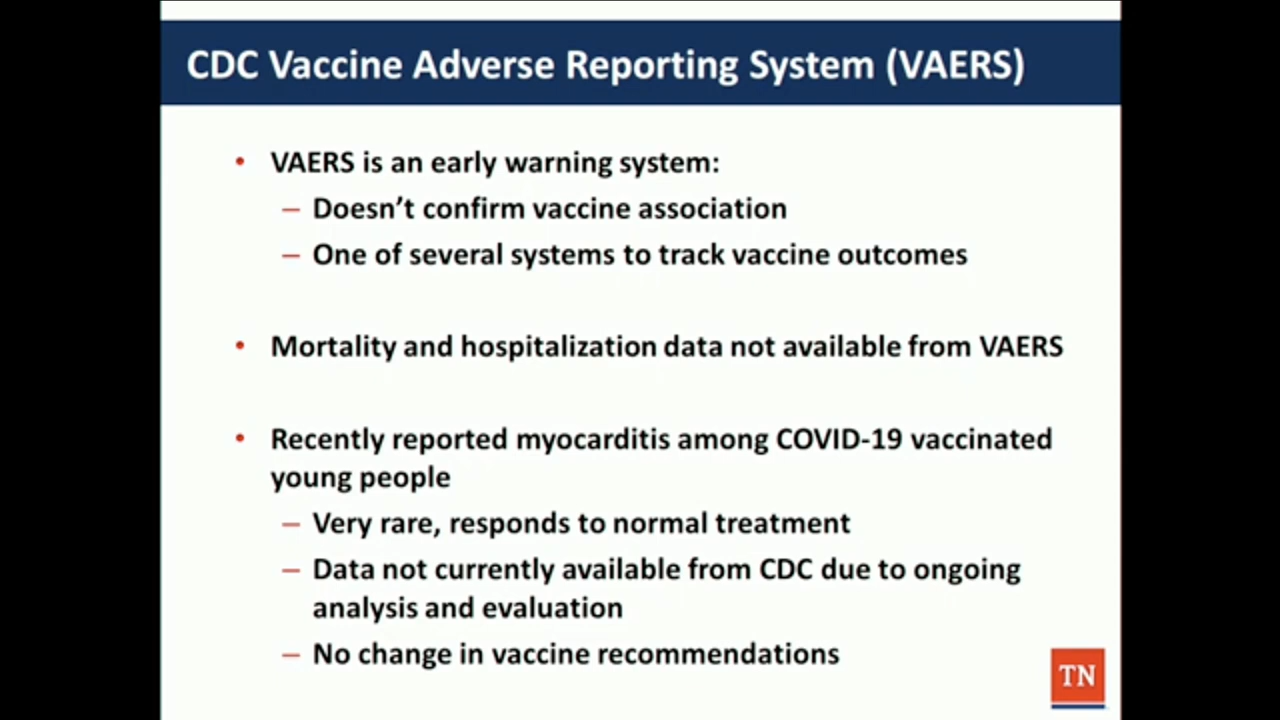 CDC Vaccine Adverse Reporting System (VAERS)
• VAERS is an early warning system:
– Doesn’t confirm vaccine association
– One of several systems to track vaccine outcomes
• Mortality and hospitalization data not available from VAERS
• Recently reported myocarditis among COVID-19 vaccinated
young people
– Very rare, responds to normal treatment
– Data not currently available from CDC due to ongoing
analysis and evaluation
– No change in vaccine recommendations
TN